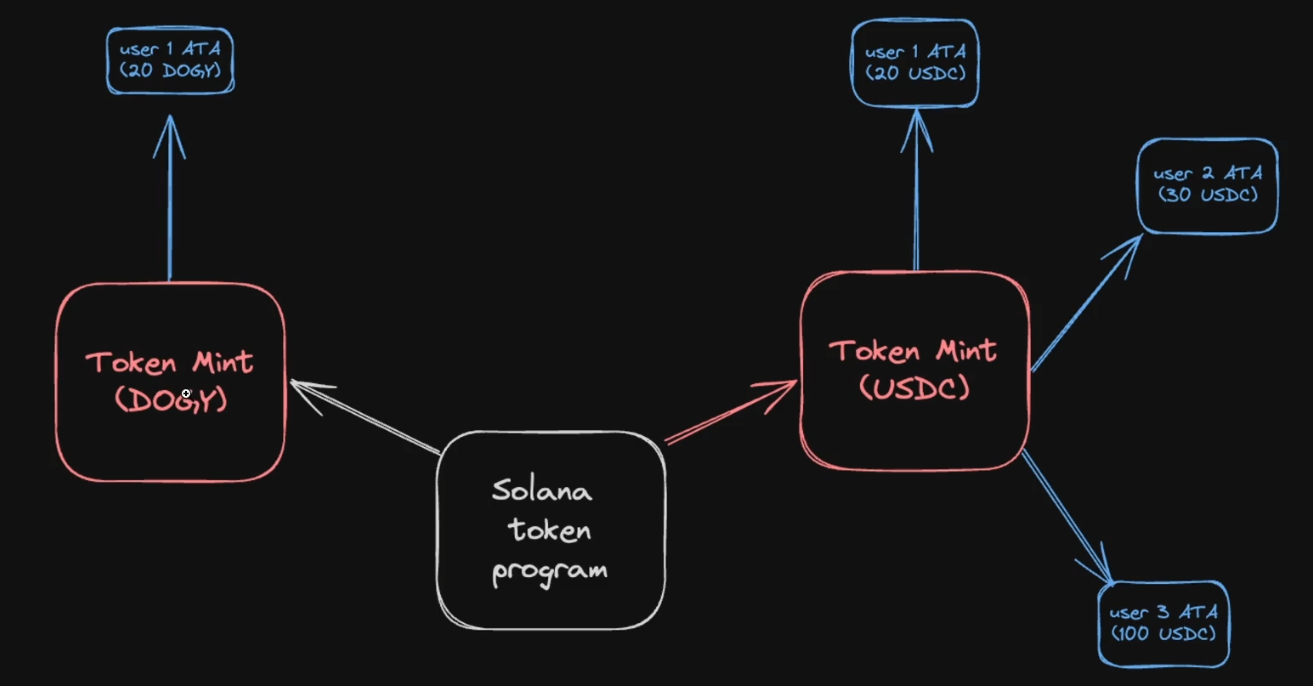 user 1 ATA
(20 DOGY)
user 1 ATA
(20 USDC)
user 2 ATA
(30 USDC)
Token Mint
(DOGY)
Token Mint
(USDC)
Solana
token
program
user 3 ATA
(100 USDC)